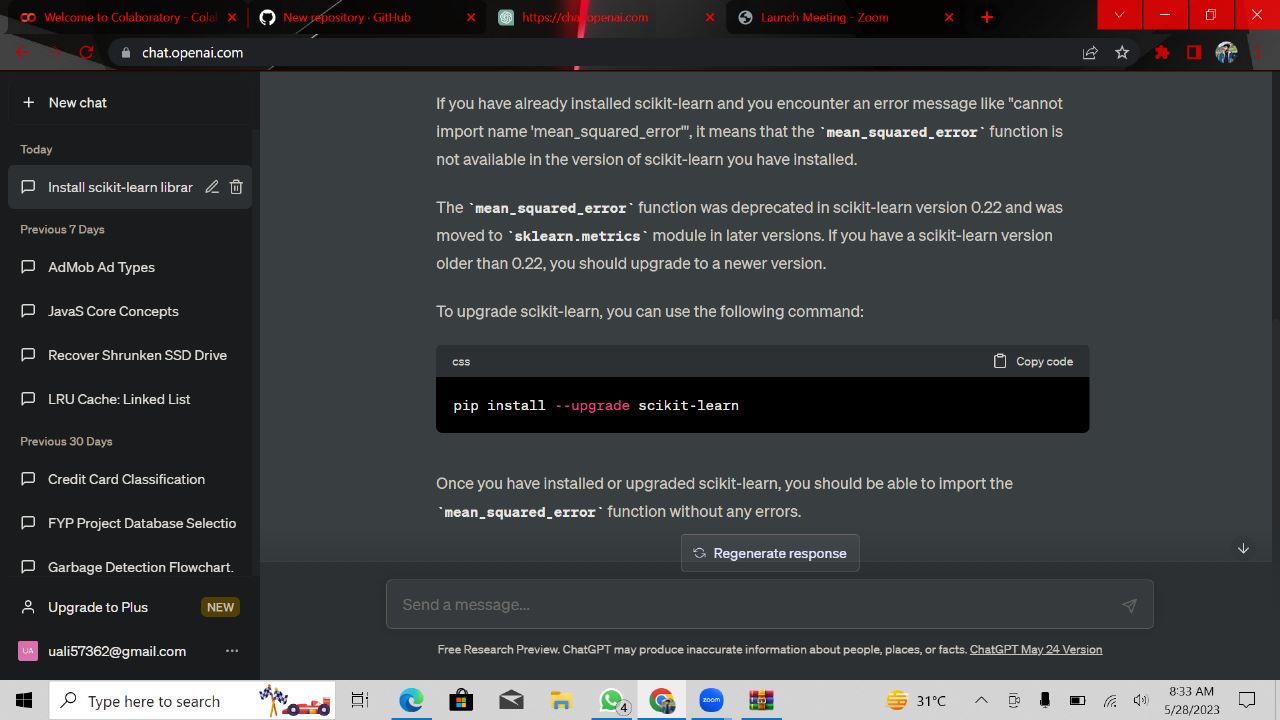 Welcome to Colaboratory - Colal
New repository · GitHub
https://chat.openai.com
Launch Meeting - Zoom
chat.openai.com
New chat
Today
Install scikit-learn librar
Previous 7 Days
AdMob Ad Types
JavaS Core Concepts
Recover Shrunken SSD Drive
LRU Cache: Linked List
Previous 30 Days
Credit Card Classification
FYP Project Database Selectio
Garbage Detection Flowchart.
Upgrade to Plus NEW
UA uali57362@gmail.com
If you have already installed scikit-learn and you encounter an error message like "cannot
import name 'mean_squared_error'", it means that the `mean_squared_error` function is
not available in the version of scikit-learn you have installed.
The `mean_squared_error` function was deprecated in scikit-learn version 0.22 and was
moved to `sklearn.metrics` module in later versions. If you have a scikit-learn version
older than 0.22, you should upgrade to a newer version.
To upgrade scikit-learn, you can use the following command:
css Copy code
pip install --upgrade scikit-learn
Once you have installed or upgraded scikit-learn, you should be able to import the
`mean_squared_error` function without any errors.
Regenerate response
Send a message...
Free Research Preview. ChatGPT may produce inaccurate information about people, places, or facts. ChatGPT May 24 Version
Type here to search
4
zoom
31°C
8:33 AM
5/28/2023